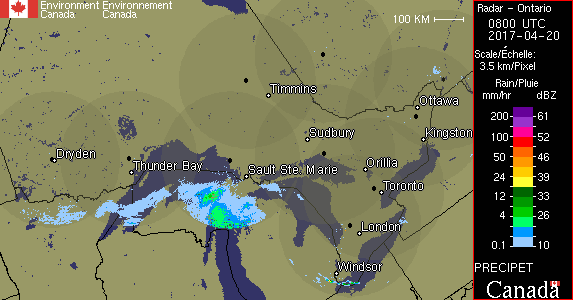 Environment Environnement
Canada Canada
100 KM
Timmins
Ottawa
Sudbury
Kingston
Dryden
Thunder Bay
Sault Ste. Marie
Orillia
Toronto
London
Windsor
Radar - Ontario
0800 UTC
2017-04-20
Scale/Échelle:
3.5 km/Pixel
Rain/Pluie
mm/hr dBZ
200 61
100 52
50 46
24 39
12 33
4 26
0.1 10
PRECIPET
Canada